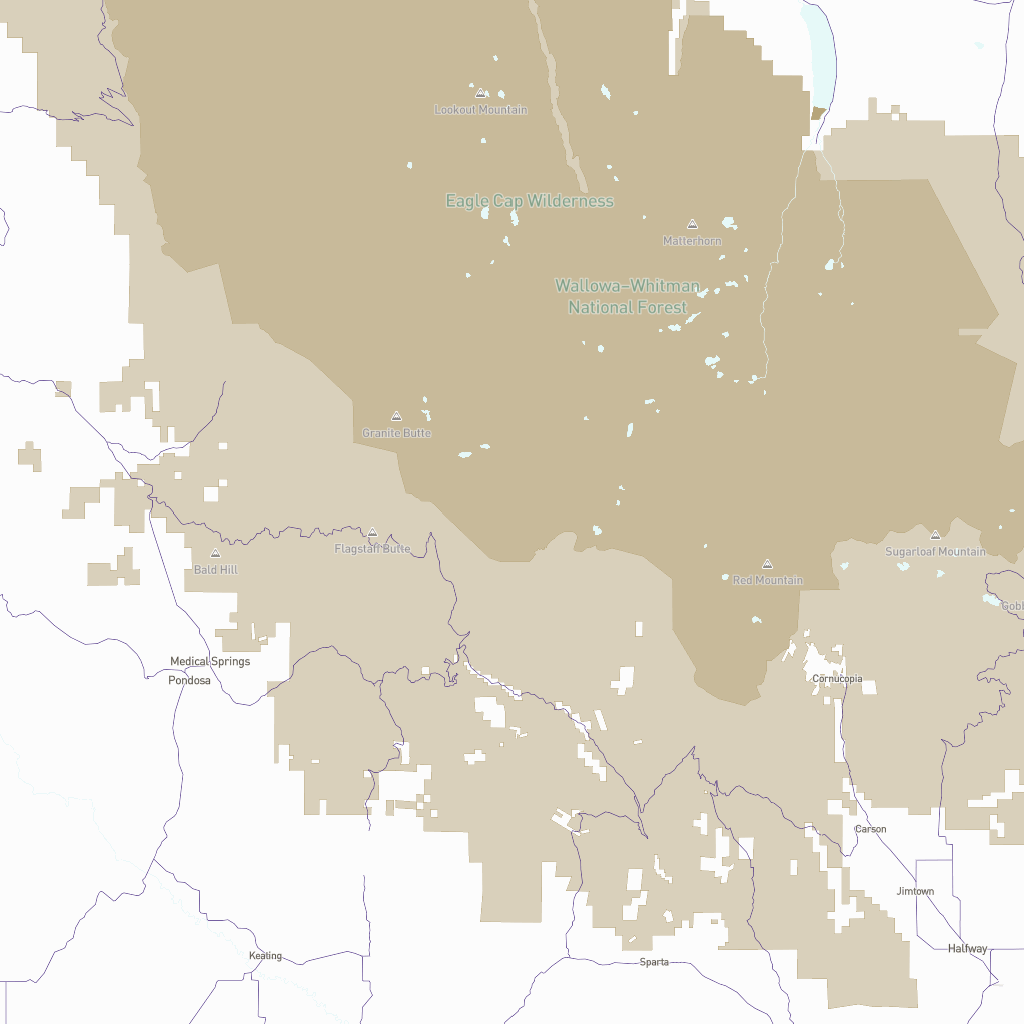 Lookout Mountain
Eagle Cap Wilderness
Matterhorn
Wallowa–Whitman
National Forest
Granite Butte
Flagstaff Butte
Sugarloaf Mountain
Bald Hill
Red Mountain
Gobb
Medical Springs
Pondosa
Cornucopia
Carson
Jimtown
Halfway
Keating
Sparta